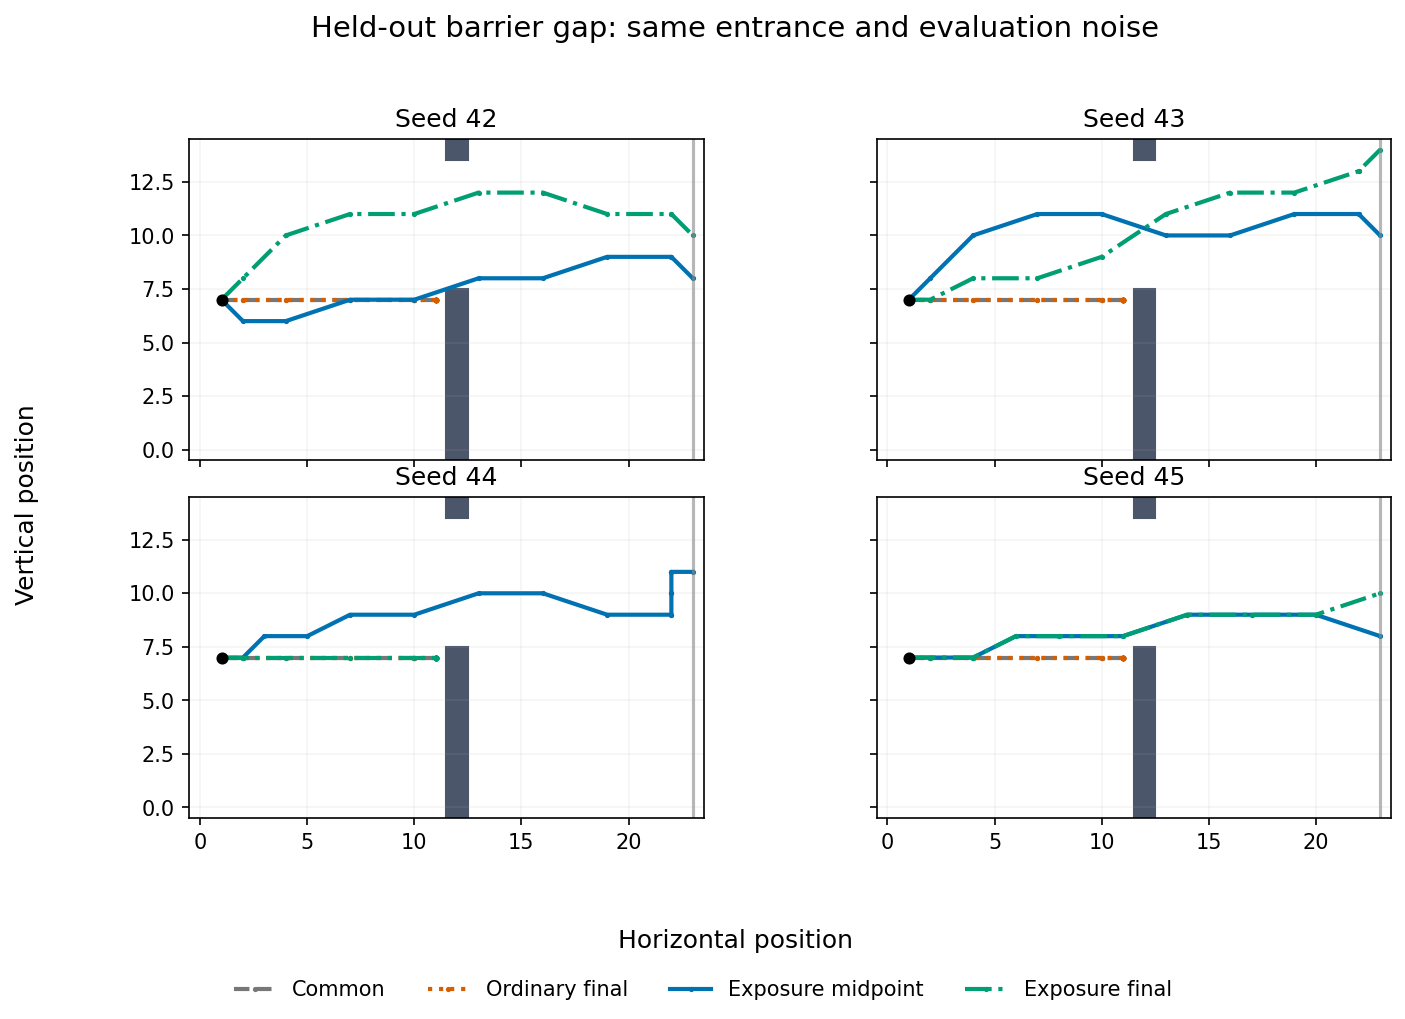 Held-out barrier gap: same entrance and evaluation noise
Seed 42
Seed 43
12.5
10.0
7.5
5.0
2.5
0.0
Seed 44
Seed 45
12.5
10.0
7.5
5.0
2.5
0.0
0 5 10 15 20
0 5 10 15 20
Vertical position
Horizontal position
Common Ordinary final Exposure midpoint Exposure final